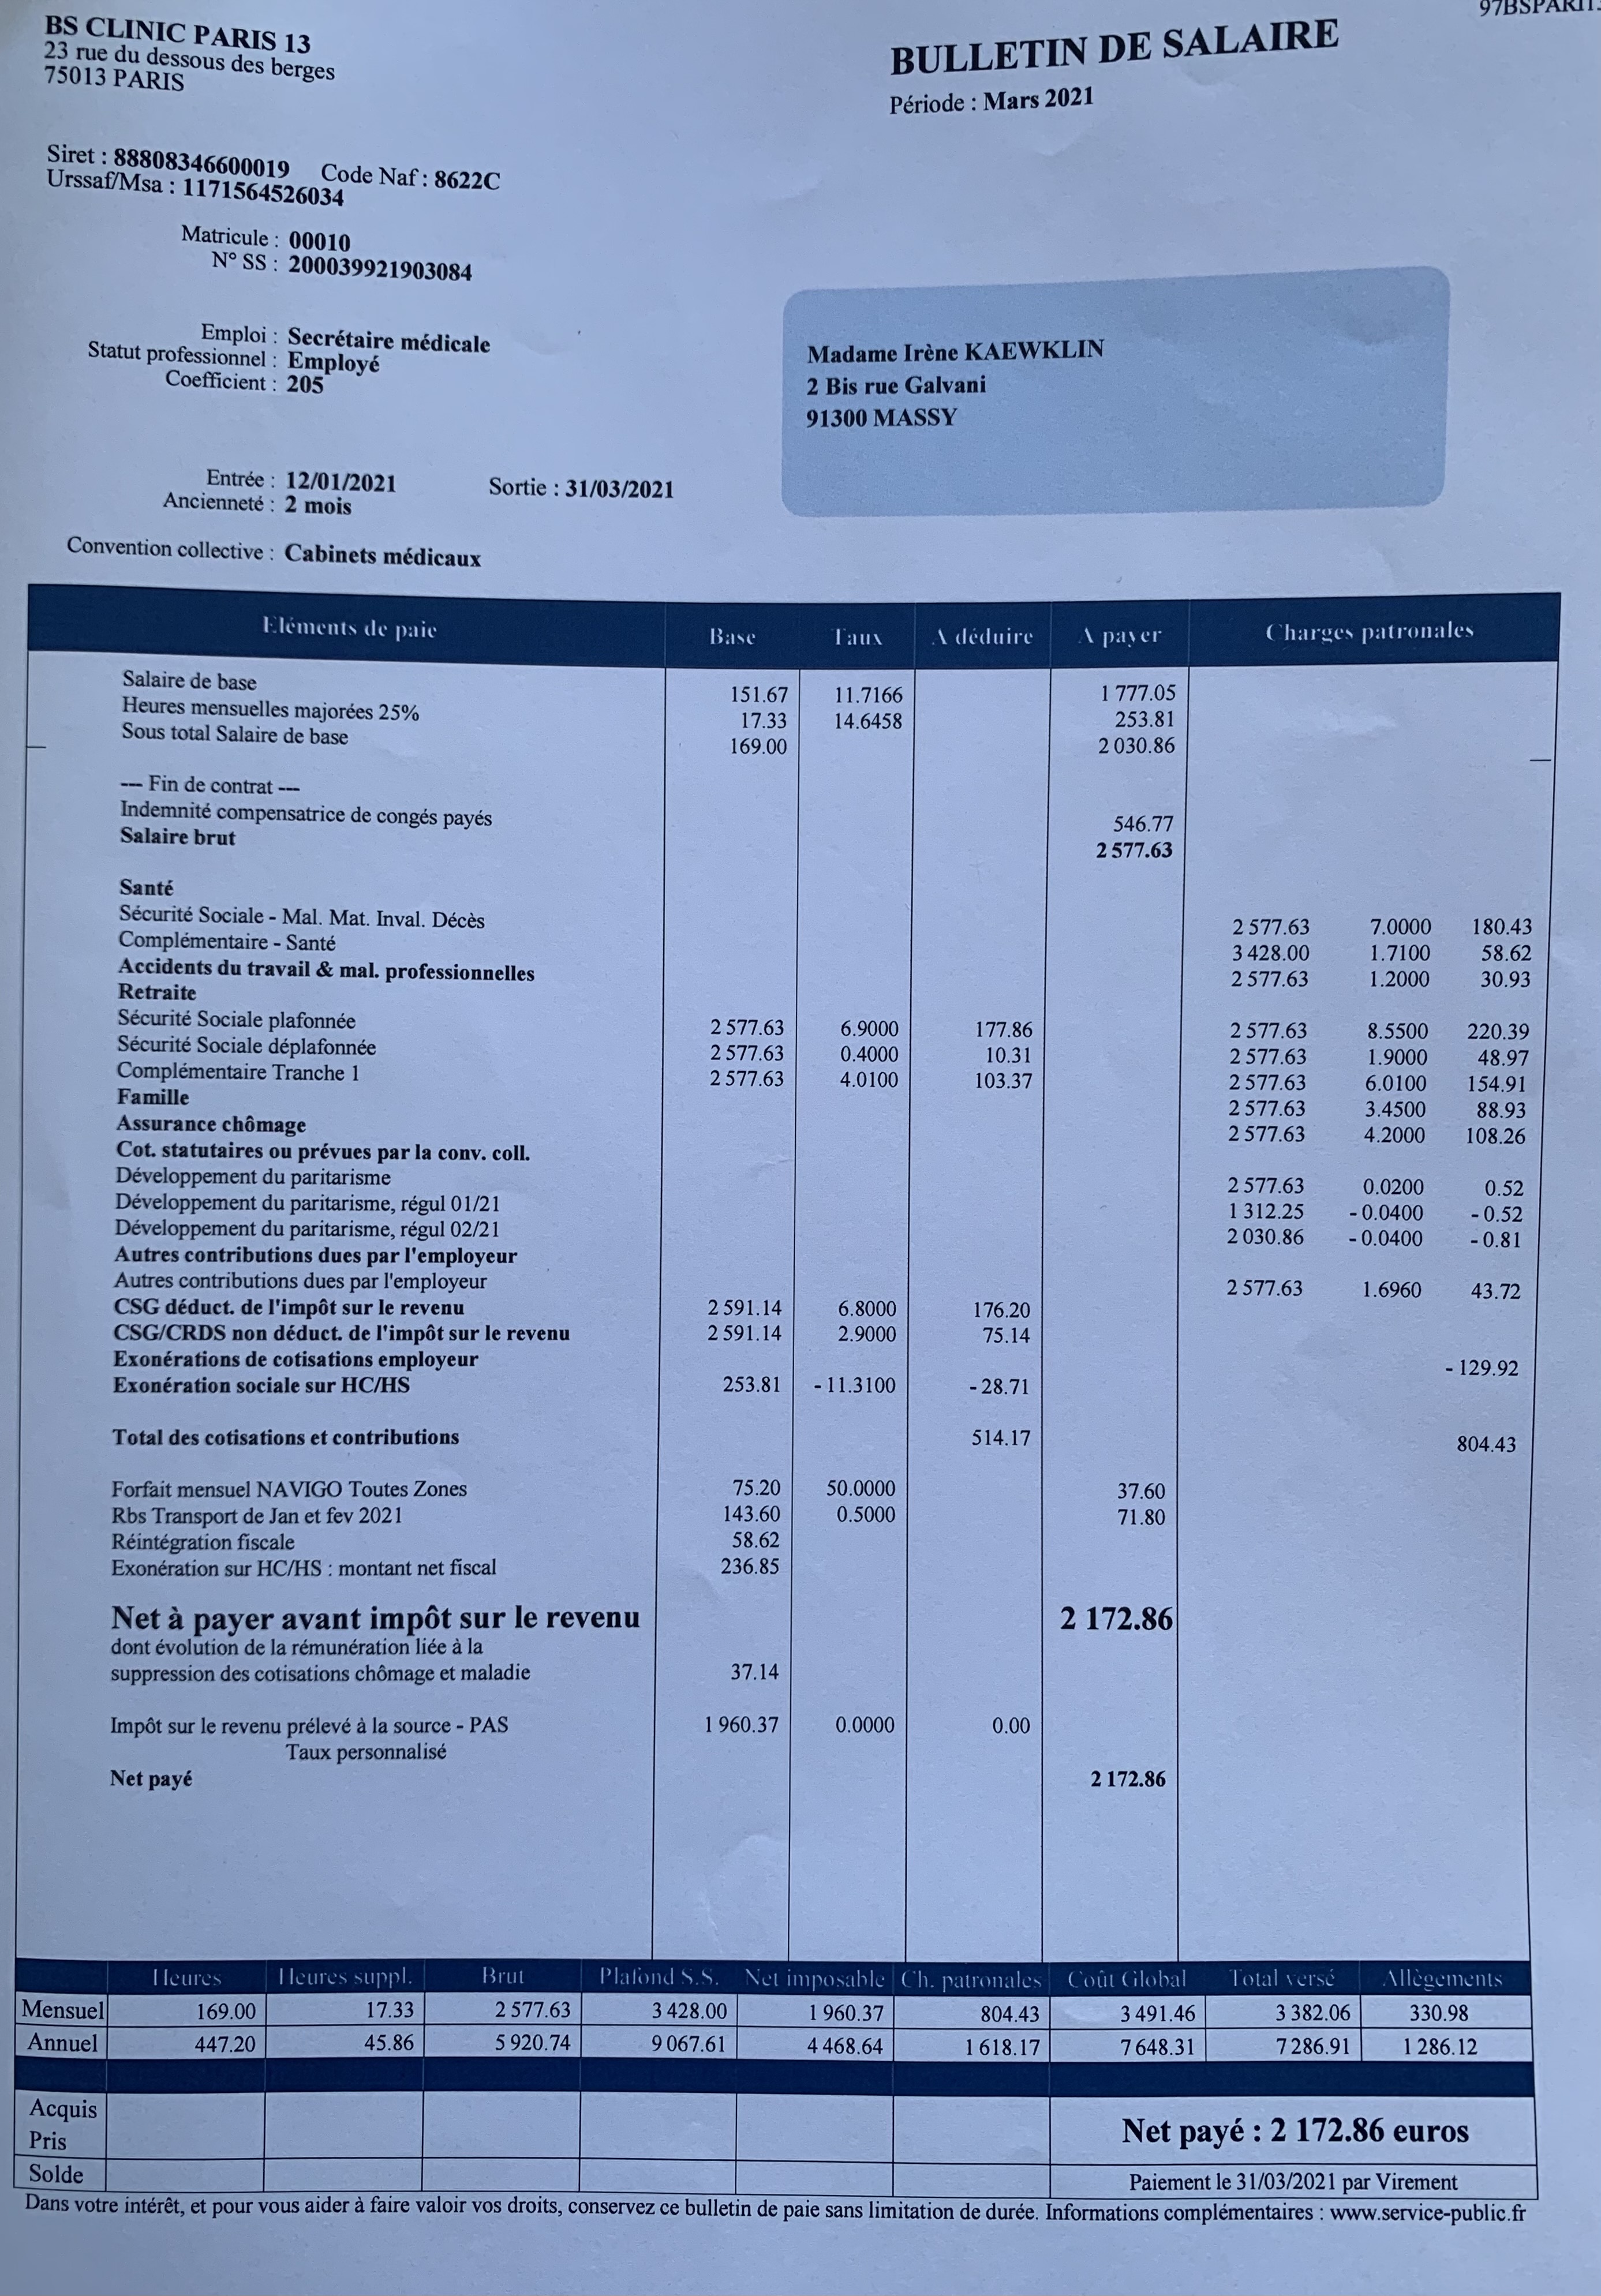 97BSPARI13
BS CLINIC PARIS 13
23 rue du dessous des berges
75013 PARIS
BULLETIN DE SALAIRE
Période : Mars 2021
Siret : 88808346600019 Code Naf : 8622C
Urssaf/Msa : 1171564526034
Matricule : 00010
N° SS : 200039921903084
Emploi : Secrétaire médicale
Statut professionnel : Employé
Coefficient : 205
Madame Irène KAEWKLIN
2 Bis rue Galvani
91300 MASSY
Entrée : 12/01/2021 Sortie : 31/03/2021
Ancienneté : 2 mois
Convention collective : Cabinets médicaux
Eléments de paie Base Taux A déduire A payer Charges patronales
Salaire de base 151.67 11.7166 1 777.05
Heures mensuelles majorées 25% 17.33 14.6458 253.81
Sous total Salaire de base 169.00 2 030.86
--- Fin de contrat ---
Indemnité compensatrice de congés payés 546.77
Salaire brut 2 577.63
Santé
Sécurité Sociale - Mal. Mat. Inval. Décès 2 577.63 7.0000 180.43
Complémentaire - Santé 3 428.00 1.7100 58.62
Accidents du travail & mal. professionnelles 2 577.63 1.2000 30.93
Retraite
Sécurité Sociale plafonnée 2 577.63 6.9000 177.86 2 577.63 8.5500 220.39
Sécurité Sociale déplafonnée 2 577.63 0.4000 10.31 2 577.63 1.9000 48.97
Complémentaire Tranche 1 2 577.63 4.0100 103.37 2 577.63 6.0100 154.91
Famille 2 577.63 3.4500 88.93
Assurance chômage 2 577.63 4.2000 108.26
Cot. statutaires ou prévues par la conv. coll.
Développement du paritarisme 2 577.63 0.0200 0.52
Développement du paritarisme, régul 01/21 1 312.25 - 0.0400 - 0.52
Développement du paritarisme, régul 02/21 2 030.86 - 0.0400 - 0.81
Autres contributions dues par l'employeur
Autres contributions dues par l'employeur 2 577.63 1.6960 43.72
CSG déduct. de l'impôt sur le revenu 2 591.14 6.8000 176.20
CSG/CRDS non déduct. de l'impôt sur le revenu 2 591.14 2.9000 75.14
Exonérations de cotisations employeur - 129.92
Exonération sociale sur HC/HS 253.81 - 11.3100 - 28.71
Total des cotisations et contributions 514.17 804.43
Forfait mensuel NAVIGO Toutes Zones 75.20 50.0000 37.60
Rbs Transport de Jan et fev 2021 143.60 0.5000 71.80
Réintégration fiscale 58.62
Exonération sur HC/HS : montant net fiscal 236.85
Net à payer avant impôt sur le revenu 2 172.86
dont évolution de la rémunération liée à la
suppression des cotisations chômage et maladie 37.14
Impôt sur le revenu prélevé à la source - PAS 1 960.37 0.0000 0.00
Taux personnalisé
Net payé 2 172.86
Heures Heures suppl. Brut Plafond S.S. Net imposable Ch. patronales Coût Global Total versé Allègements
Mensuel 169.00 17.33 2 577.63 3 428.00 1 960.37 804.43 3 491.46 3 382.06 330.98
Annuel 447.20 45.86 5 920.74 9 067.61 4 468.64 1 618.17 7 648.31 7 286.91 1 286.12
Acquis
Pris
Net payé : 2 172.86 euros
Solde
Paiement le 31/03/2021 par Virement
Dans votre intérêt, et pour vous aider à faire valoir vos droits, conservez ce bulletin de paie sans limitation de durée. Informations complémentaires : www.service-public.fr